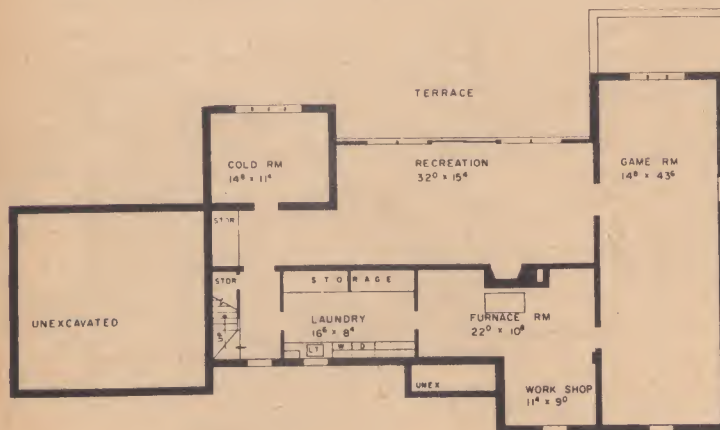 TERRACE
COLD RM
14⁸ x 11⁴
RECREATION
32⁰ x 15⁴
GAME RM
14⁸ x 43⁶
STOR
STOR
STORAGE
UNEXCAVATED
LAUNDRY
16⁶ x 8⁴
FURNACE RM
22⁰ x 10⁸
LT
W
D
UNEX
WORK SHOP
11⁴ x 9⁰